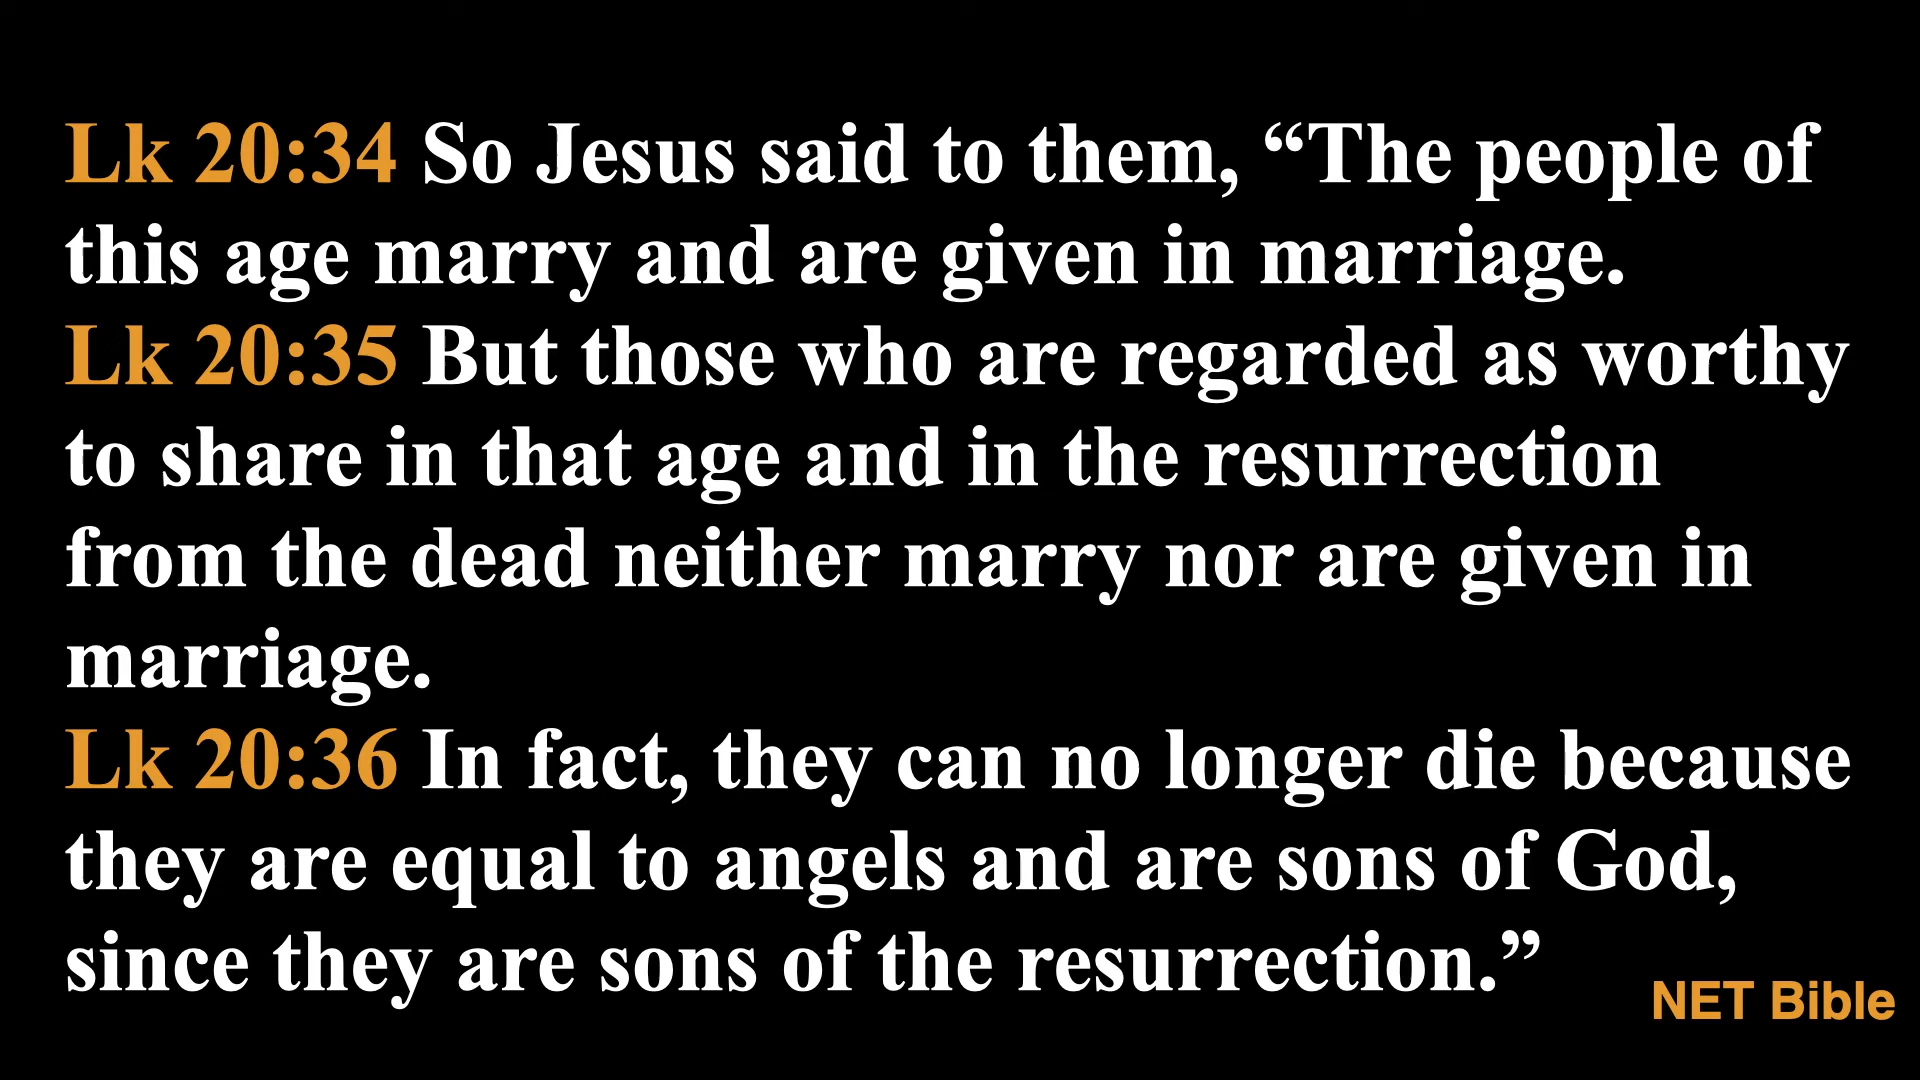 Lk 20:34 So Jesus said to them, “The people of
this age marry and are given in marriage.
Lk 20:35 But those who are regarded as worthy
to share in that age and in the resurrection
from the dead neither marry nor are given in
marriage.
Lk 20:36 In fact, they can no longer die because
they are equal to angels and are sons of God,
since they are sons of the resurrection.”
NET Bible